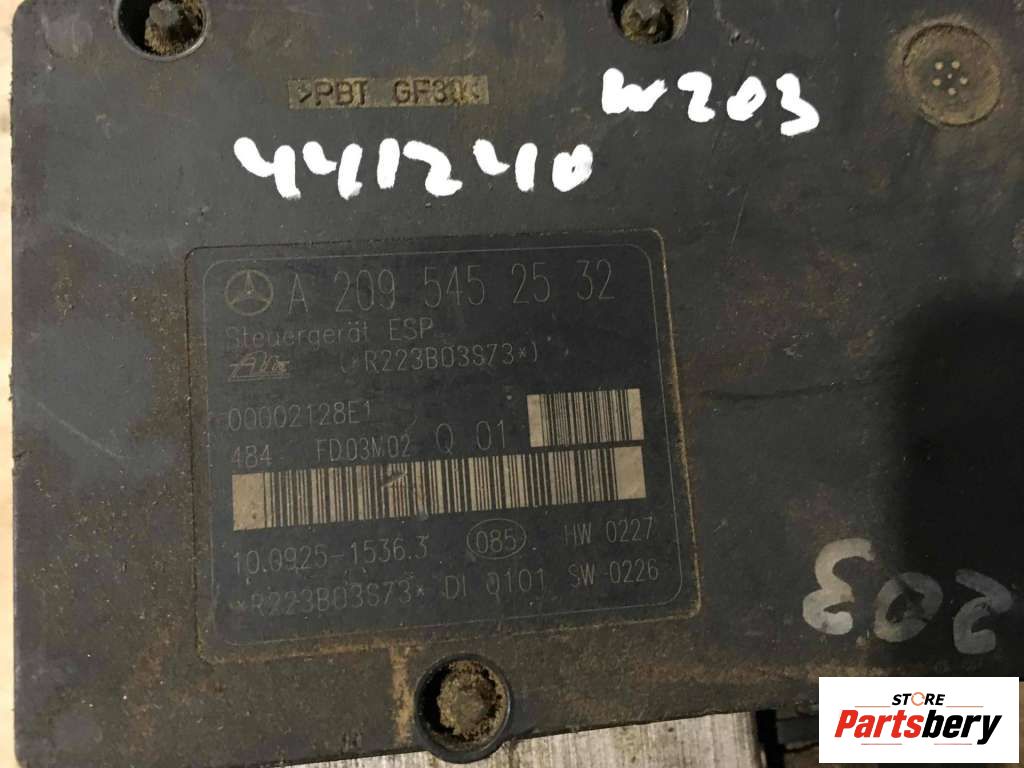 >PBT GF30<
w203
441240
A 209 545 25 32
Steuergerät ESP
Ate (*R223B03S73*)
00002128E1
484 FD03M02 Q 01
10.0925-1536.3 085 HW 0227
*R223B03S73* DI 0101 SW 0226
203
STORE
Partsbery